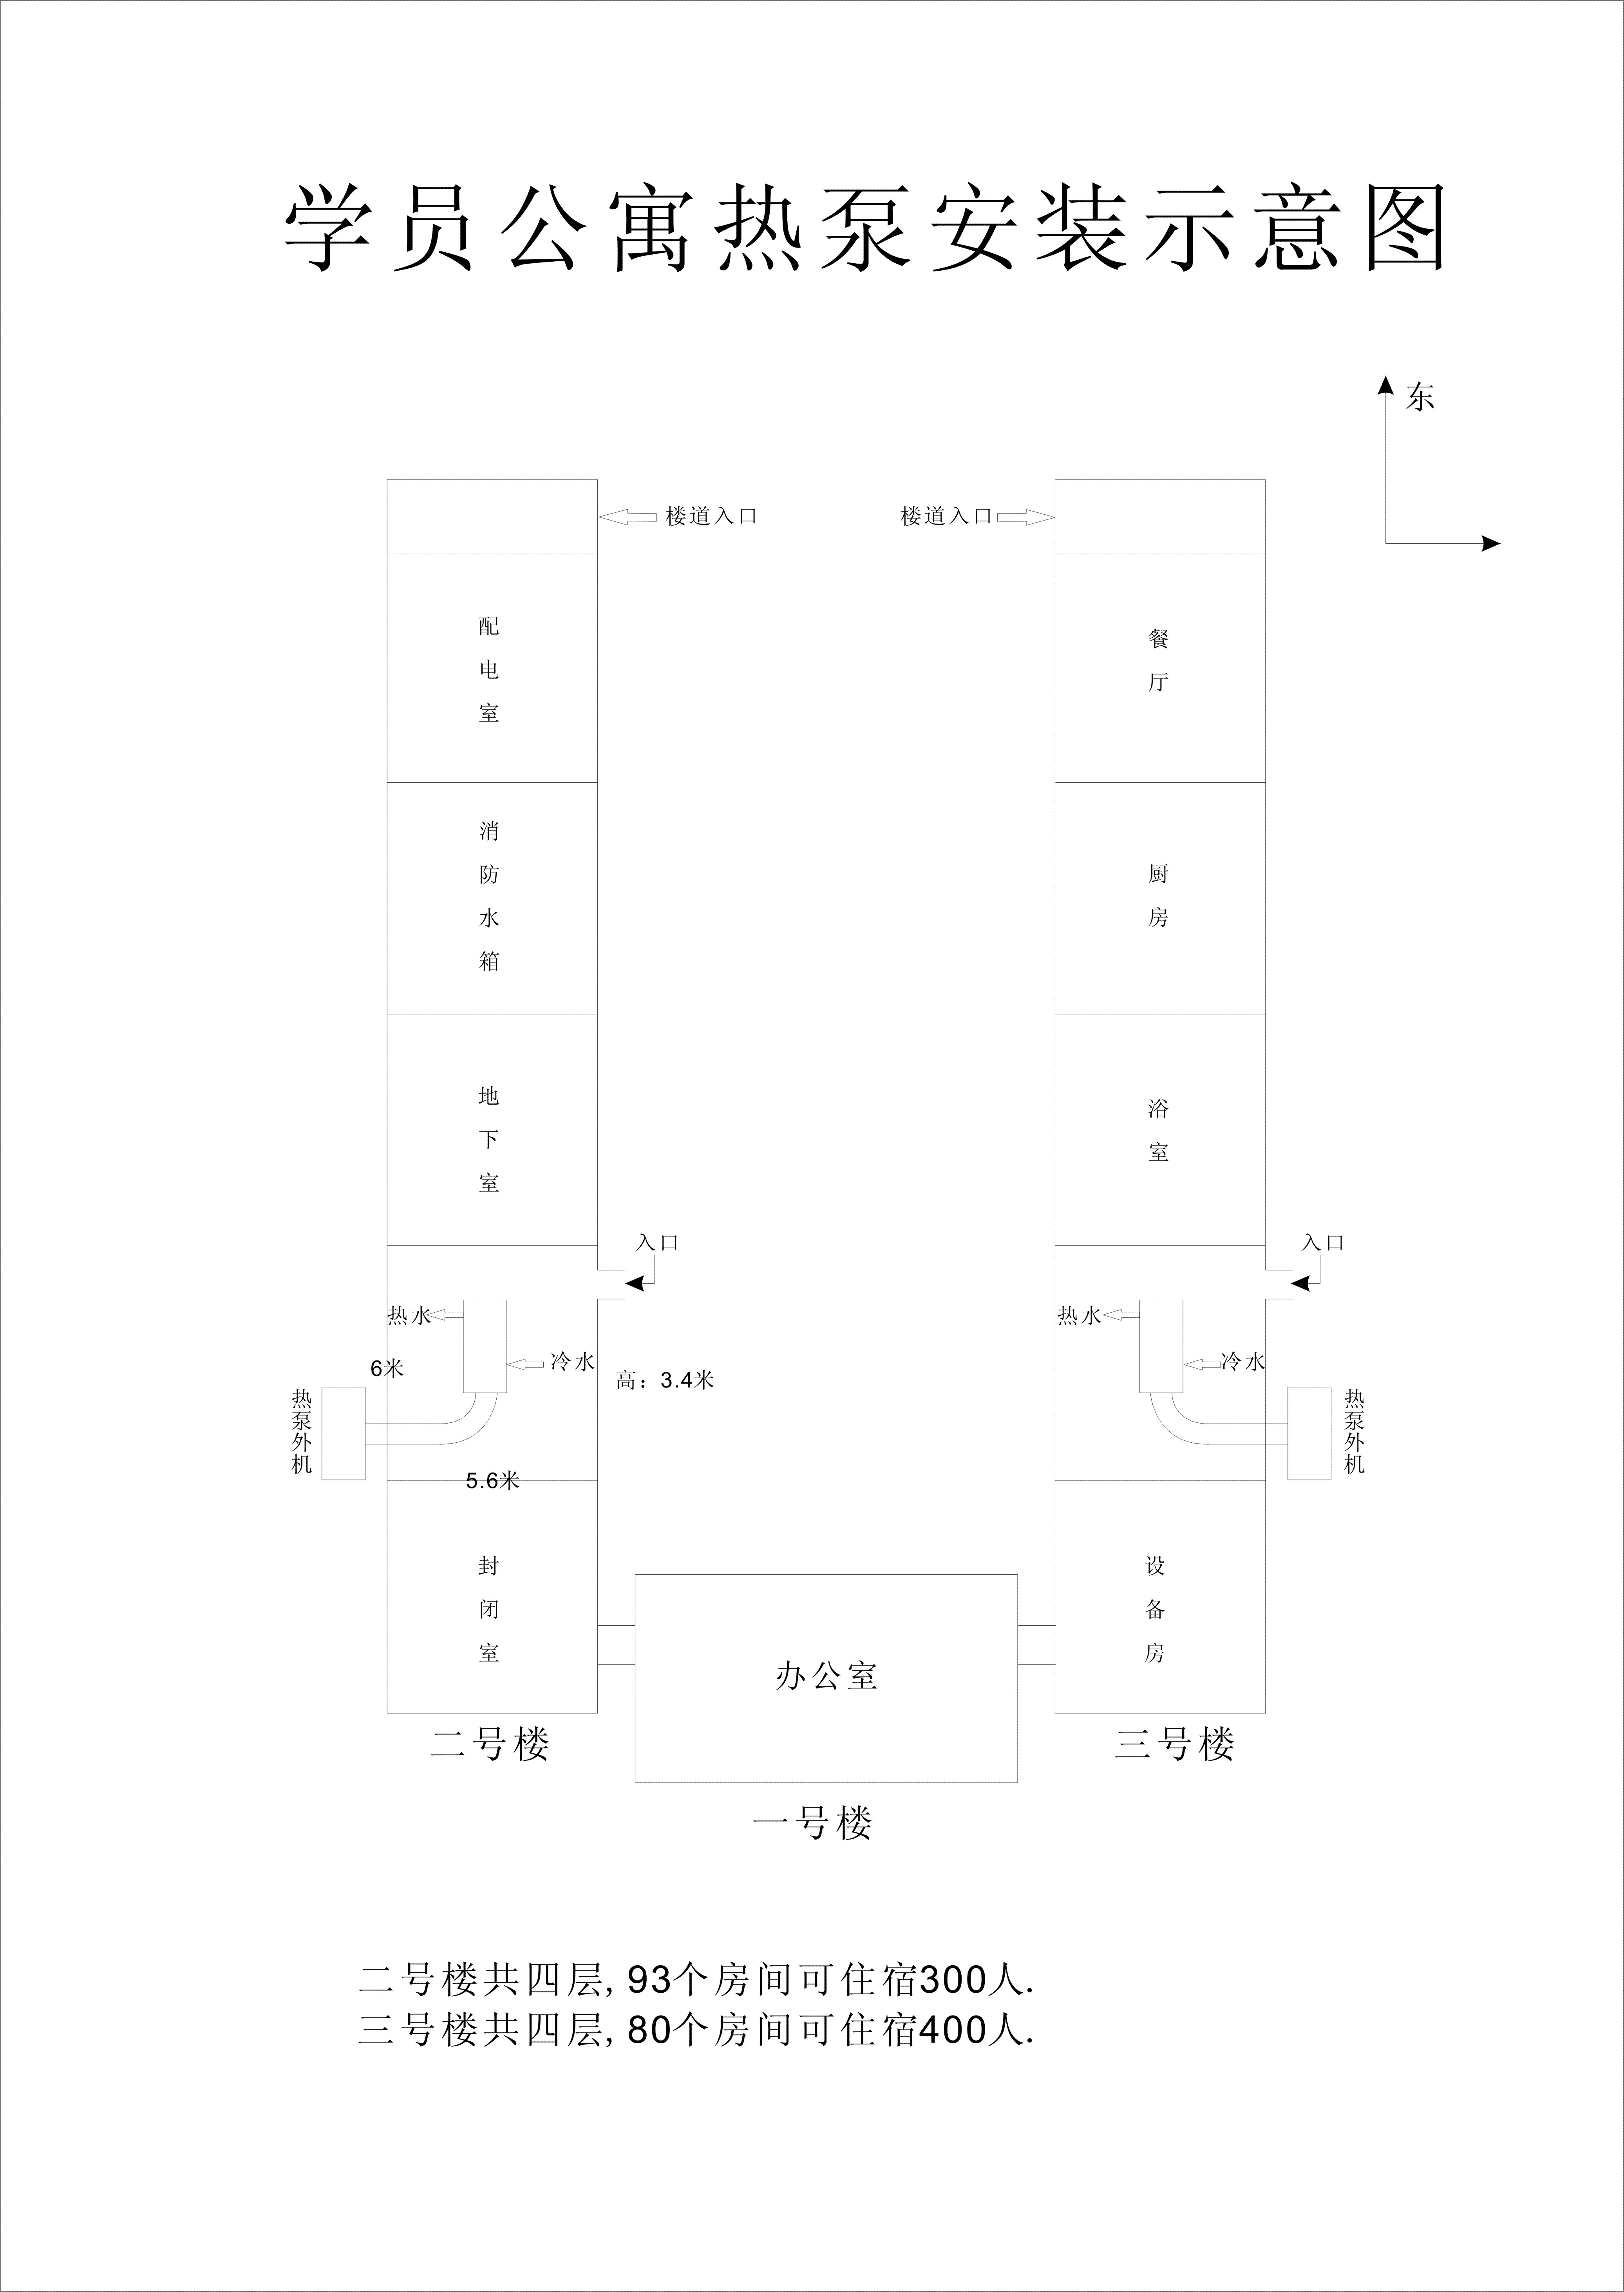 学员公寓热泵安装示意图
东
楼道入口
楼道入口
配电室
餐厅
消防水箱
厨房
地下室
浴室
入口
入口
热水
热水
冷水
冷水
6米
高：3.4米
热泵外机
热泵外机
5.6米
封闭室
设备房
办公室
二号楼
三号楼
一号楼
二号楼共四层,93个房间可住宿300人.
三号楼共四层,80个房间可住宿400人.